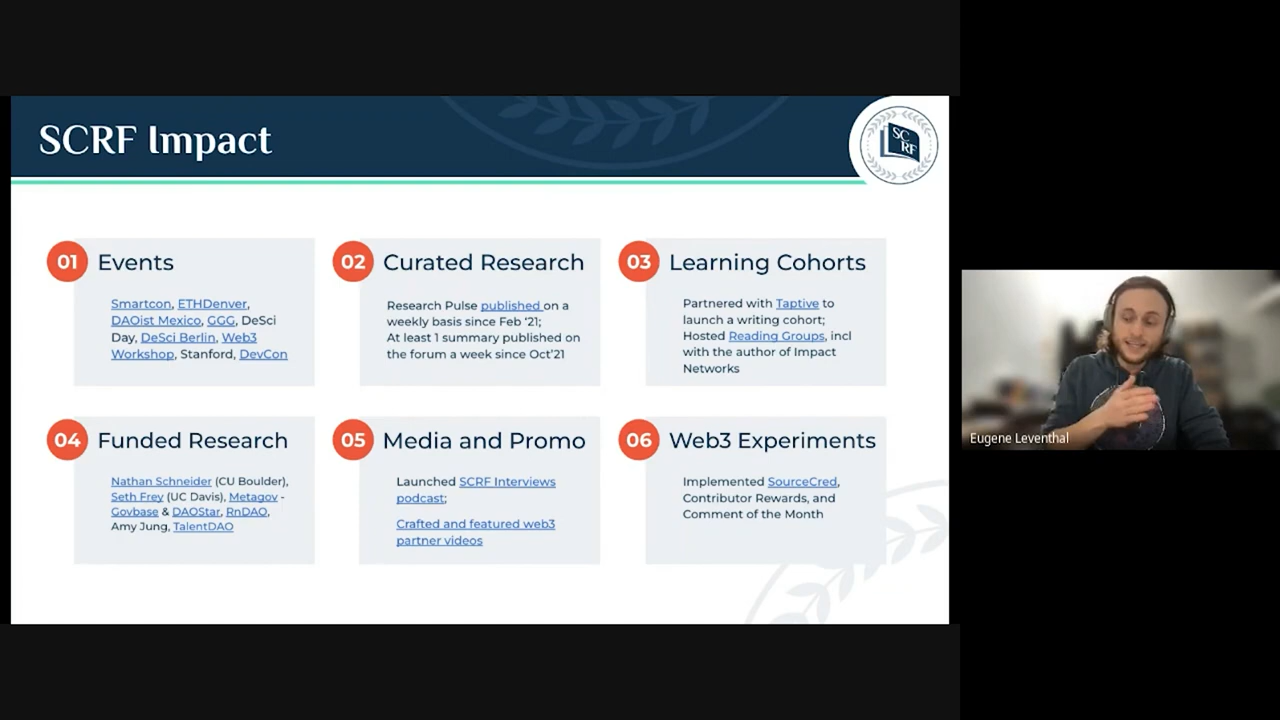 SCRF Impact
SC
RF
01 Events
Smartcon, ETHDenver,
DAOist Mexico, GGG, DeSci
Day, DeSci Berlin, Web3
Workshop, Stanford, DevCon
02 Curated Research
Research Pulse published on a
weekly basis since Feb '21;
At least 1 summary published on
the forum a week since Oct'21
03 Learning Cohorts
Partnered with Taptive to
launch a writing cohort;
Hosted Reading Groups, incl
with the author of Impact
Networks
04 Funded Research
Nathan Schneider (CU Boulder),
Seth Frey (UC Davis), Metagov -
Govbase & DAOStar, RnDAO,
Amy Jung, TalentDAO
05 Media and Promo
Launched SCRF Interviews
podcast;
Crafted and featured web3
partner videos
06 Web3 Experiments
Implemented SourceCred,
Contributor Rewards, and
Comment of the Month
Eugene Leventhal